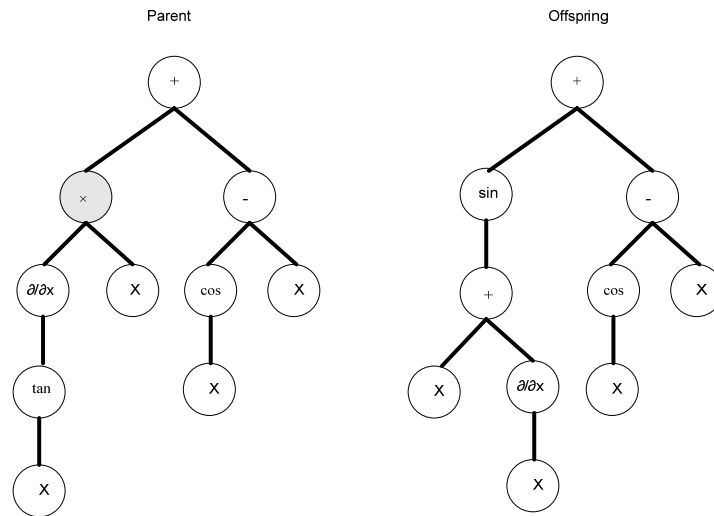 Parent Offspring
+ +
× - sin -
∂/∂x X cos X + cos X
tan X X ∂/∂x X
X X